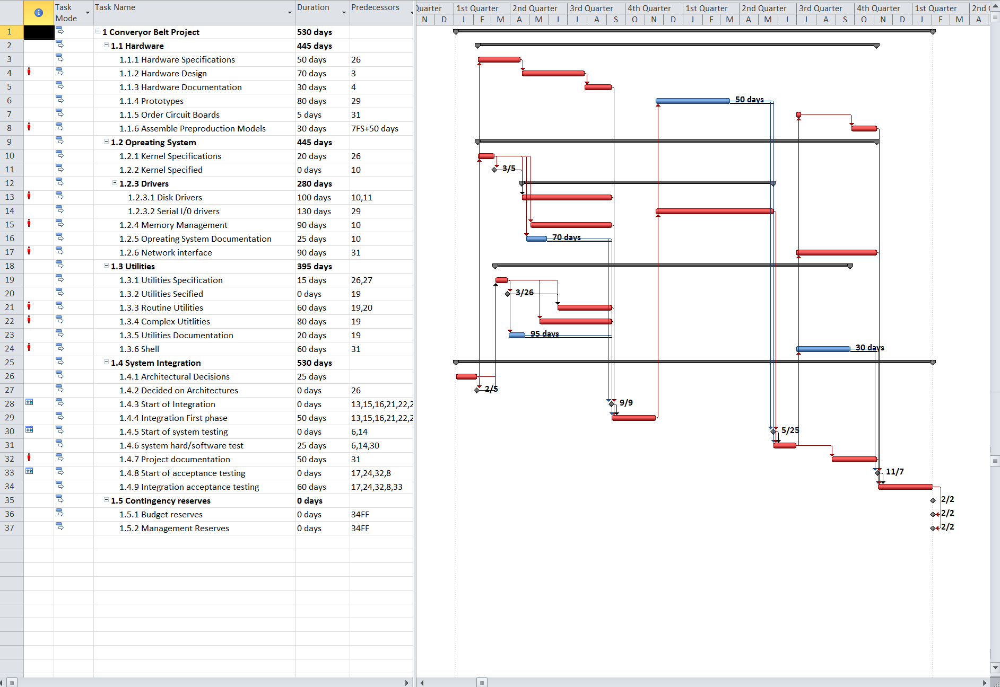 Task Mode	Task Name	Duration	Predecessors
Quarter	1st Quarter	2nd Quarter	3rd Quarter	4th Quarter	1st Quarter	2nd Quarter	3rd Quarter	4th Quarter	1st Quarter	2nd
N D J F M A M J J A S O N D J F M A M J J A S O N D J F M A
1	1 Converyor Belt Project	530 days
2	1.1 Hardware	445 days
3	1.1.1 Hardware Specifications	50 days	26
4	1.1.2 Hardware Design	70 days	3
5	1.1.3 Hardware Documentation	30 days	4
6	1.1.4 Prototypes	80 days	29	50 days
7	1.1.5 Order Circuit Boards	5 days	31
8	1.1.6 Assemble Preproduction Models	30 days	7FS+50 days
9	1.2 Opreating System	445 days
10	1.2.1 Kernel Specifications	20 days	26
11	1.2.2 Kernel Specified	0 days	10	3/5
12	1.2.3 Drivers	280 days
13	1.2.3.1 Disk Drivers	100 days	10,11
14	1.2.3.2 Serial I/0 drivers	130 days	29
15	1.2.4 Memory Management	90 days	10
16	1.2.5 Opreating System Documentation	25 days	10	70 days
17	1.2.6 Network interface	90 days	31
18	1.3 Utilities	395 days
19	1.3.1 Utilities Specification	15 days	26,27
20	1.3.2 Utilities Secified	0 days	19	3/26
21	1.3.3 Routine Utilities	60 days	19,20
22	1.3.4 Complex Utitlities	80 days	19
23	1.3.5 Utilities Documentation	20 days	19	95 days
24	1.3.6 Shell	60 days	31	30 days
25	1.4 System Integration	530 days
26	1.4.1 Architectural Decisions	25 days
27	1.4.2 Decided on Architectures	0 days	26	2/5
28	1.4.3 Start of Integration	0 days	13,15,16,21,22,2	9/9
29	1.4.4 Integration First phase	50 days	13,15,16,21,22,2
30	1.4.5 Start of system testing	0 days	6,14	5/25
31	1.4.6 system hard/software test	25 days	6,14,30
32	1.4.7 Project documentation	50 days	31
33	1.4.8 Start of acceptance testing	0 days	17,24,32,8	11/7
34	1.4.9 Integration acceptance testing	60 days	17,24,32,8,33
35	1.5 Contingency reserves	0 days	2/2
36	1.5.1 Budget reserves	0 days	34FF	2/2
37	1.5.2 Management Reserves	0 days	34FF	2/2